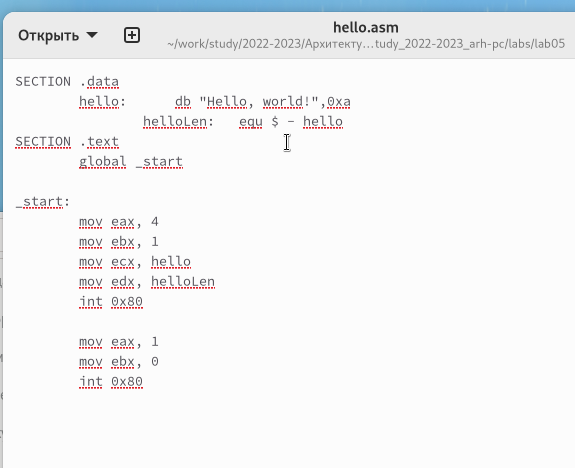 Открыть
hello.asm
~/work/study/2022-2023/Архитекту…tudy_2022-2023_arh-pc/labs/lab05
SECTION .data
hello: db "Hello, world!",0xa
helloLen: equ $ - hello
SECTION .text
global _start
_start:
mov eax, 4
mov ebx, 1
mov ecx, hello
mov edx, helloLen
int 0x80
mov eax, 1
mov ebx, 0
int 0x80